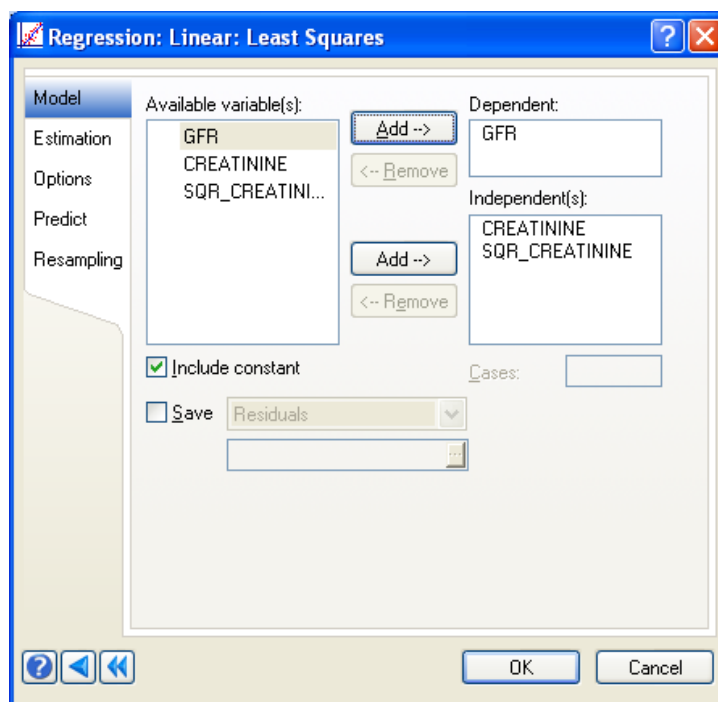 Regression: Linear: Least Squares
Model
Estimation
Options
Predict
Resampling
Available variable(s):
GFR
CREATININE
SQR_CREATINI...
Add -->
<-- Remove
Add -->
<-- Remove
Dependent:
GFR
Independent(s):
CREATININE
SQR_CREATININE
Include constant
Cases:
Save
Residuals
...
OK
Cancel